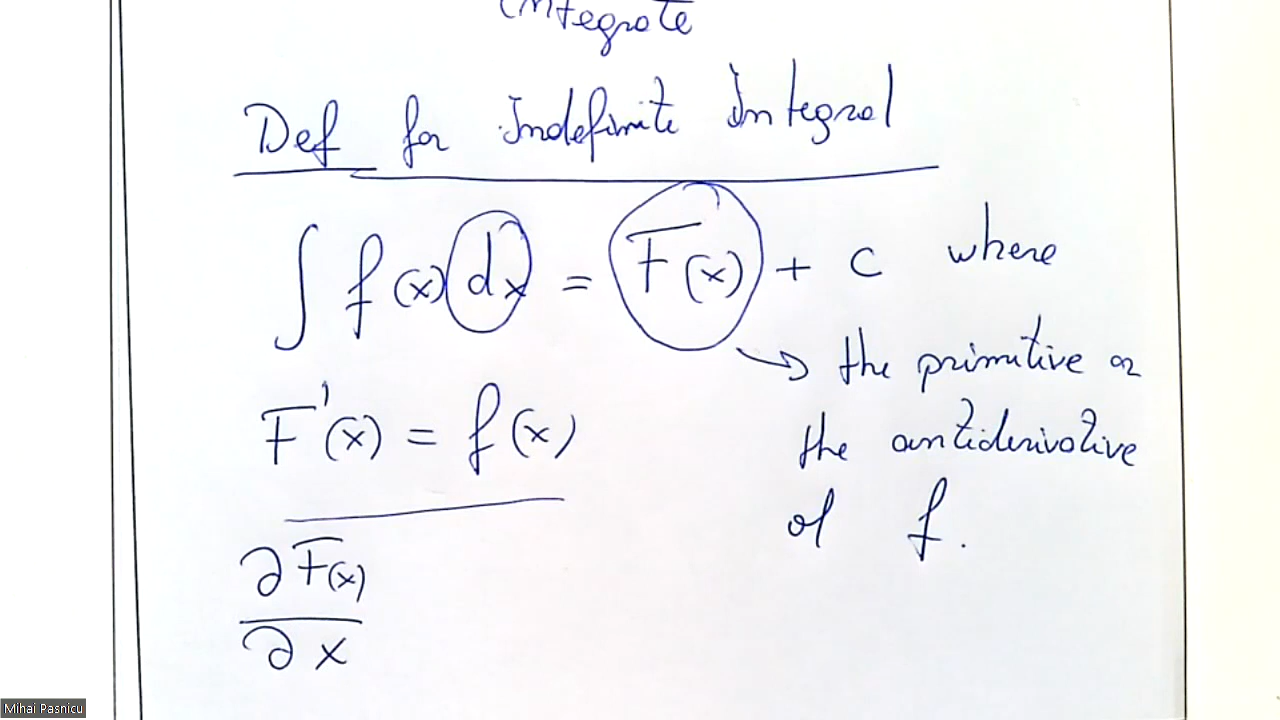 integrate
Def for Indefinite Integral
∫ f(x) dx = F(x) + c where
→ the primitive or
F'(x) = f(x)
the antiderivative
of f.
∂F(x)
∂x
Mihai Pasnicu